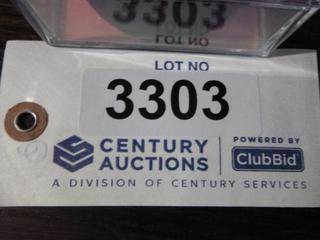 3303
LOT NO
LOT NO
3303
CENTURY
AUCTIONS
POWERED BY
ClubBid
A DIVISION OF CENTURY SERVICES